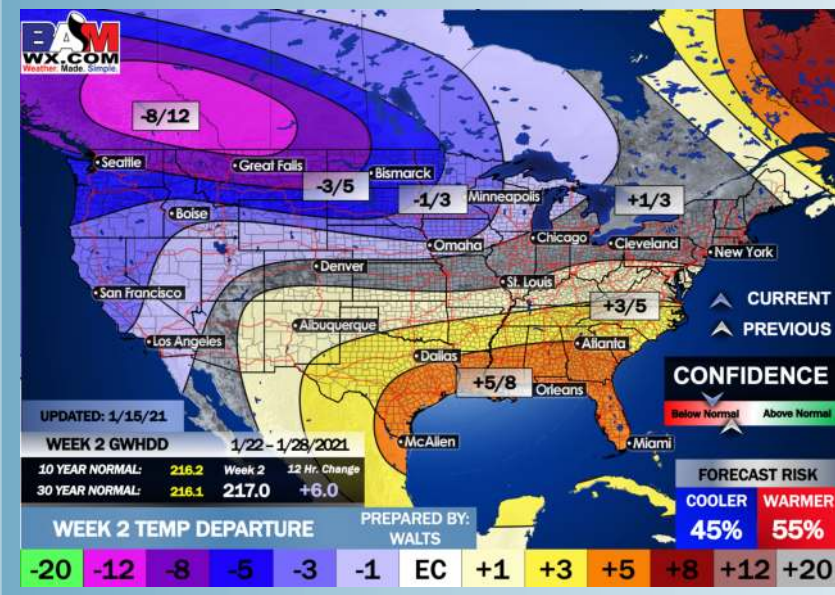 BAM
WX.COM
Weather. Made. Simple.
-8/12
Seattle
Great Falls
Bismarck
-3/5
-1/3
Minneapolis
+1/3
Boise
Omaha
Chicago
Cleveland
New York
Denver
St. Louis
San Francisco
+3/5
CURRENT
Albuquerque
PREVIOUS
Los Angeles
Dallas
Atlanta
+5/8
Orleans
CONFIDENCE
Below Normal
Above Normal
UPDATED: 1/15/21
McAllen
Miami
WEEK 2 GWHDD 1/22 - 1/28/2021
10 YEAR NORMAL: 216.2 Week 2 12 Hr. Change
30 YEAR NORMAL: 216.1 217.0 +6.0
FORECAST RISK
COOLER WARMER
45% 55%
WEEK 2 TEMP DEPARTURE
PREPARED BY:
WALTS
-20 -12 -8 -5 -3 -1 EC +1 +3 +5 +8 +12 +20